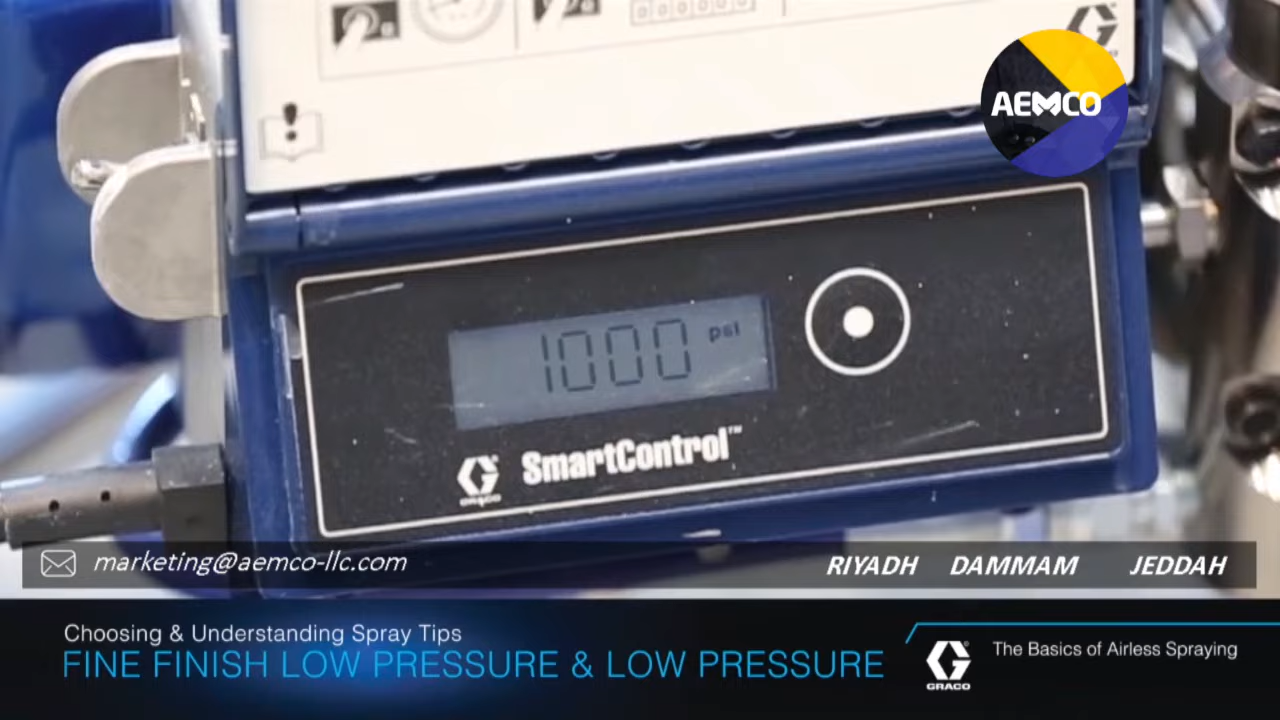 AEMCO
1000 psi
SmartControl™
GRACO
marketing@aemco-llc.com
RIYADH DAMMAM JEDDAH
Choosing & Understanding Spray Tips
FINE FINISH LOW PRESSURE & LOW PRESSURE
GRACO
The Basics of Airless Spraying